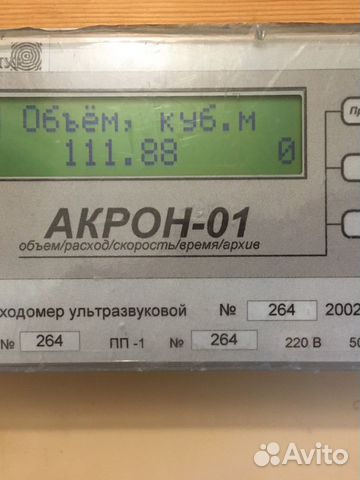 Объём, куб.м
111.88 0
АКРОН-01
объем/расход/скорость/время/архив
ходомер ультразвуковой № 264 2002
№ 264 ПП -1 № 264 220 В 50
Avito